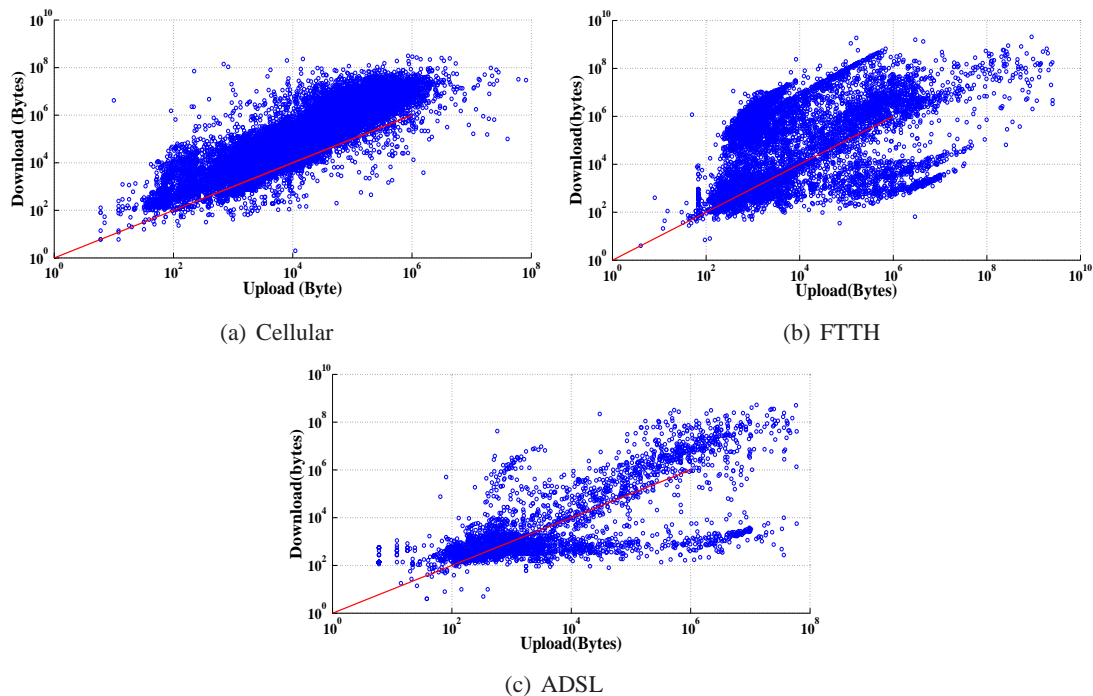 10^10
10^8
10^6
10^4
10^2
10^0
Download (Bytes)
10^0 10^2 10^4 10^6 10^8
Upload (Byte)
(a) Cellular
10^10
10^8
10^6
10^4
10^2
10^0
Download(bytes)
10^0 10^2 10^4 10^6 10^8 10^10
Upload(Bytes)
(b) FTTH
10^10
10^8
10^6
10^4
10^2
10^0
Download(bytes)
10^0 10^2 10^4 10^6 10^8
Upload(Bytes)
(c) ADSL